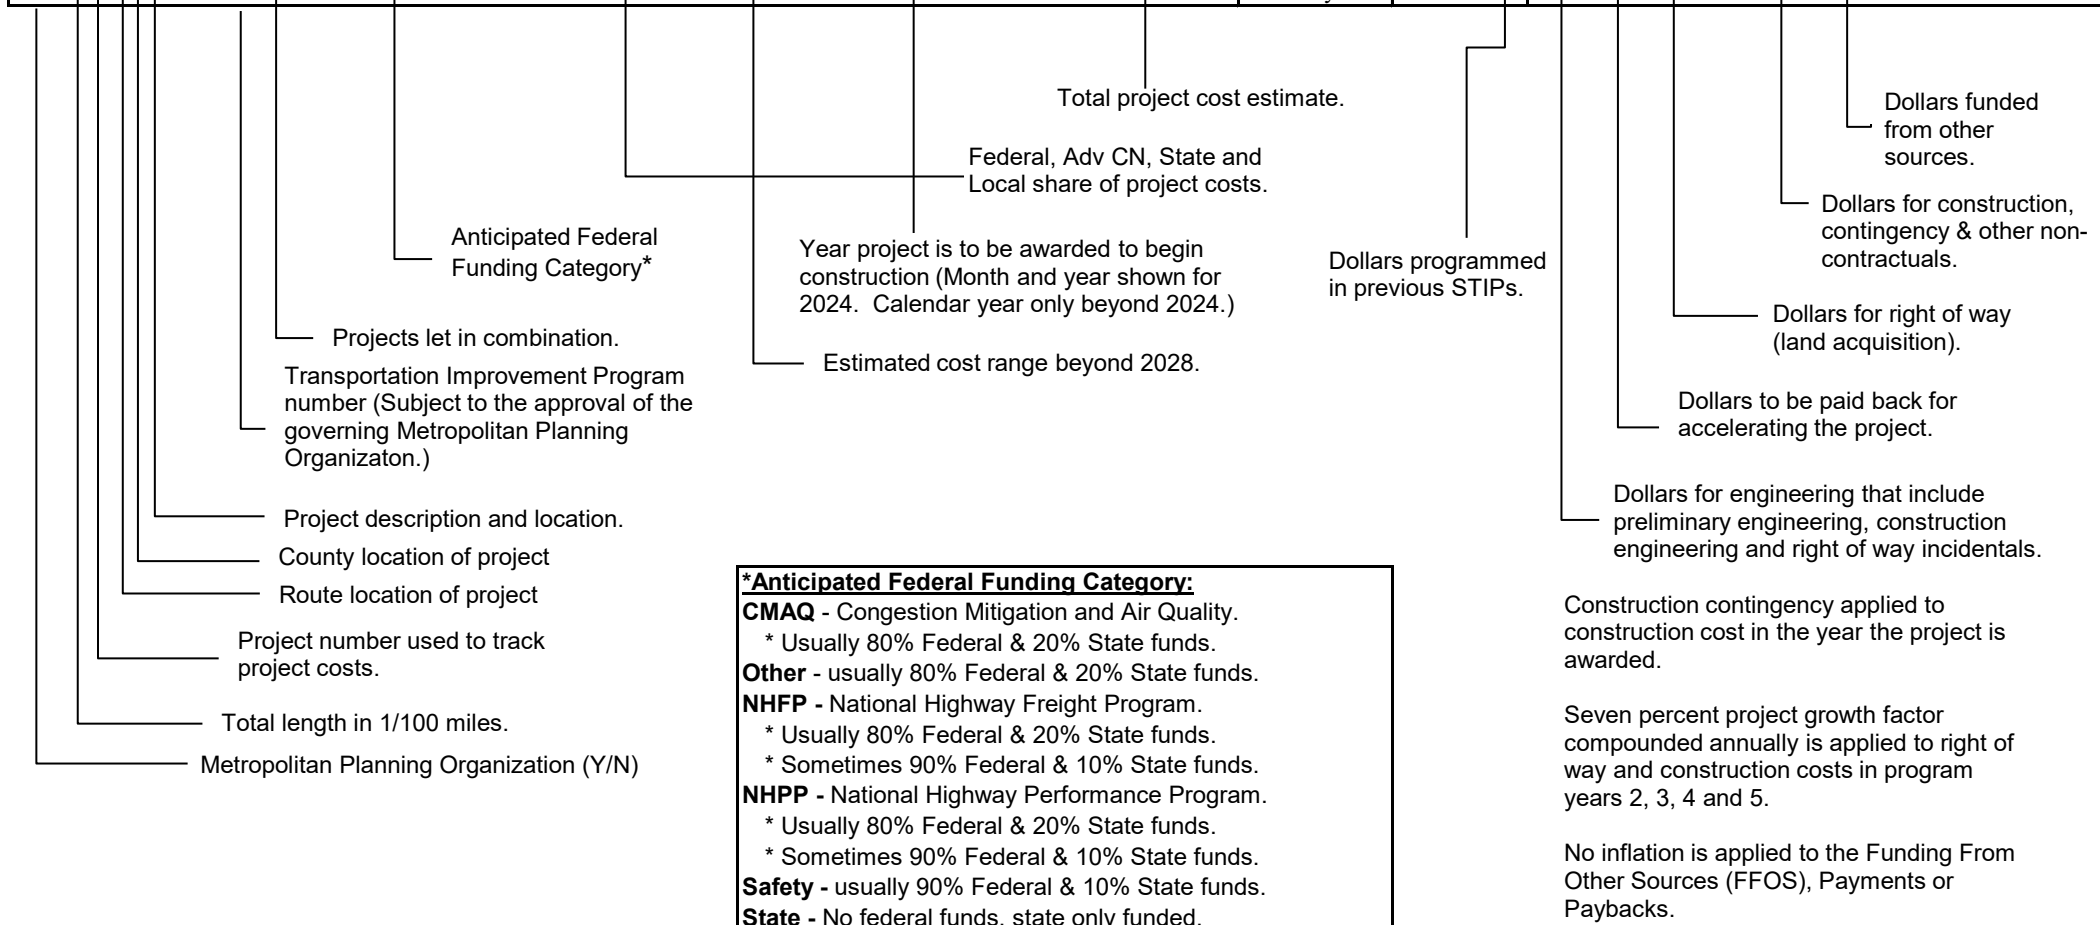 Total project cost estimate.
Federal, Adv CN, State and
Local share of project costs.
Anticipated Federal
Funding Category*
Year project is to be awarded to begin
construction (Month and year shown for
2024.  Calendar year only beyond 2024.)
Projects let in combination.
Estimated cost range beyond 2028.
Transportation Improvement Program
number (Subject to the approval of the
governing Metropolitan Planning
Organizaton.)
Project description and location.
County location of project
Route location of project
Project number used to track
project costs.
Total length in 1/100 miles.
Metropolitan Planning Organization (Y/N)
*Anticipated Federal Funding Category:
CMAQ - Congestion Mitigation and Air Quality.
* Usually 80% Federal & 20% State funds.
Other - usually 80% Federal & 20% State funds.
NHFP - National Highway Freight Program.
* Usually 80% Federal & 20% State funds.
* Sometimes 90% Federal & 10% State funds.
NHPP - National Highway Performance Program.
* Usually 80% Federal & 20% State funds.
* Sometimes 90% Federal & 10% State funds.
Safety - usually 90% Federal & 10% State funds.
State - No federal funds, state only funded.
Dollars programmed
in previous STIPs.
Dollars funded
from other
sources.
Dollars for construction,
contingency & other non-
contractuals.
Dollars for right of way
(land acquisition).
Dollars to be paid back for
accelerating the project.
Dollars for engineering that include
preliminary engineering, construction
engineering and right of way incidentals.
Construction contingency applied to
construction cost in the year the project is
awarded.
Seven percent project growth factor
compounded annually is applied to right of
way and construction costs in program
years 2, 3, 4 and 5.
No inflation is applied to the Funding From
Other Sources (FFOS), Payments or
Paybacks.